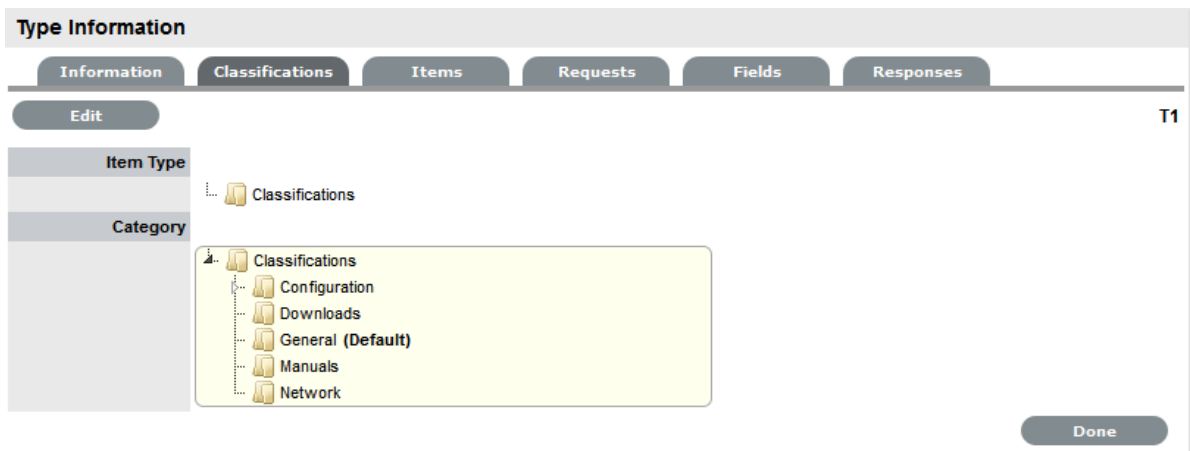 Type Information
Information Classifications Items Requests Fields Responses
Edit T1
Item Type
Classifications
Category
Classifications
Configuration
Downloads
General (Default)
Manuals
Network
Done